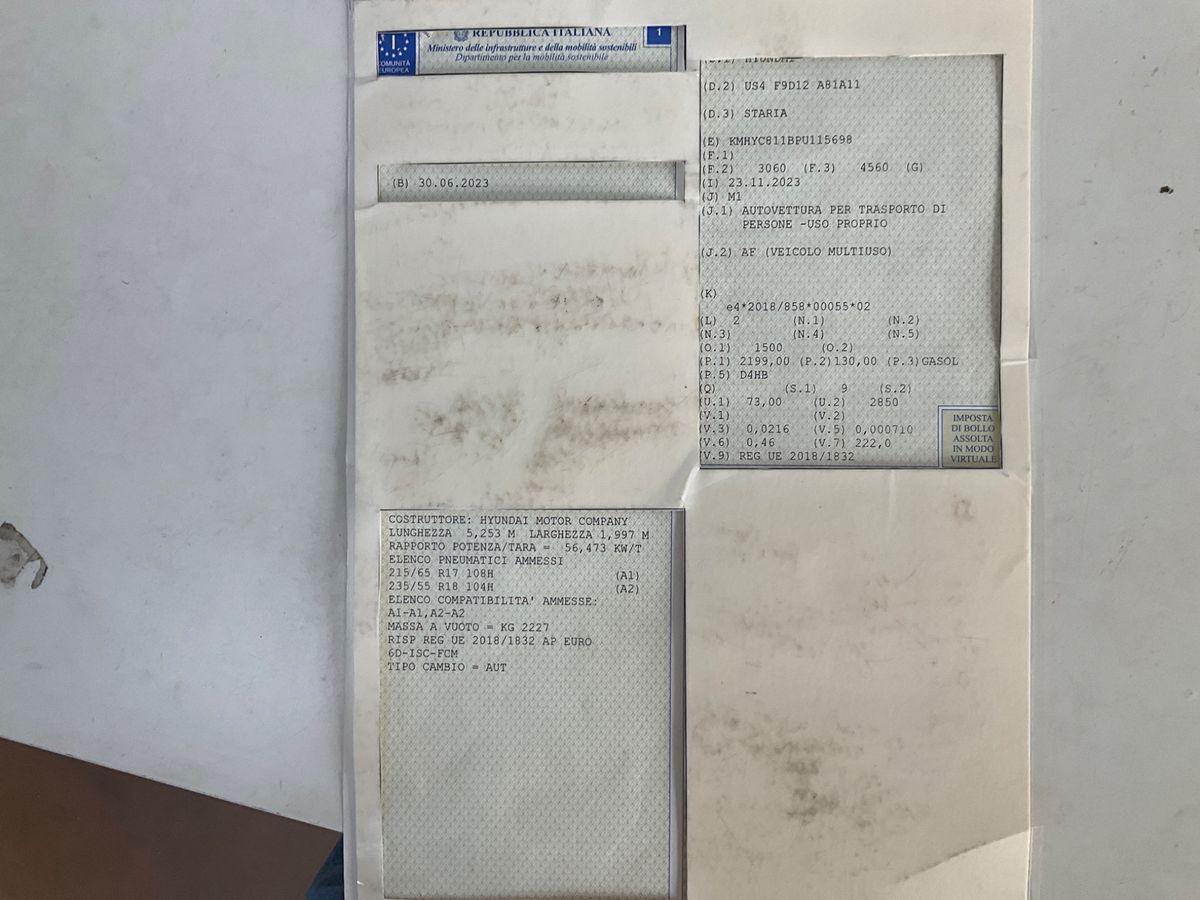 REPUBBLICA ITALIANA
1
Ministero delle infrastrutture e della mobilità sostenibili
Dipartimento per la mobilità sostenibile
I
COMUNITÀ
EUROPEA
(B) 30.06.2023
(D.1) HYUNDAI
(D.2) US4 F9D12 A81A11
(D.3) STARIA
(E) KMHYC811BPU115698
(F.1)
(F.2) 3060 (F.3) 4560 (G)
(I) 23.11.2023
(J) M1
(J.1) AUTOVETTURA PER TRASPORTO DI
PERSONE -USO PROPRIO
(J.2) AF (VEICOLO MULTIUSO)
(K)
e4*2018/858*00055*02
(L) 2 (N.1) (N.2)
(N.3) (N.4) (N.5)
(O.1) 1500 (O.2)
(P.1) 2199,00 (P.2)130,00 (P.3)GASOL
(P.5) D4HB
(Q) (S.1) 9 (S.2)
(U.1) 73,00 (U.2) 2850
(V.1) (V.2)
(V.3) 0,0216 (V.5) 0,000710
(V.6) 0,46 (V.7) 222,0
(V.9) REG UE 2018/1832
IMPOSTA
DI BOLLO
ASSOLTA
IN MODO
VIRTUALE
COSTRUTTORE: HYUNDAI MOTOR COMPANY
LUNGHEZZA 5,253 M LARGHEZZA 1,997 M
RAPPORTO POTENZA/TARA = 56,473 KW/T
ELENCO PNEUMATICI AMMESSI
215/65 R17 108H (A1)
235/55 R18 104H (A2)
ELENCO COMPATIBILITA' AMMESSE:
A1-A1,A2-A2
MASSA A VUOTO = KG 2227
RISP REG UE 2018/1832 AP EURO
6D-ISC-FCM
TIPO CAMBIO = AUT